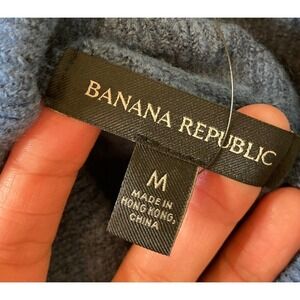 BANANA REPUBLIC
M
MADE IN
HONG KONG,
CHINA